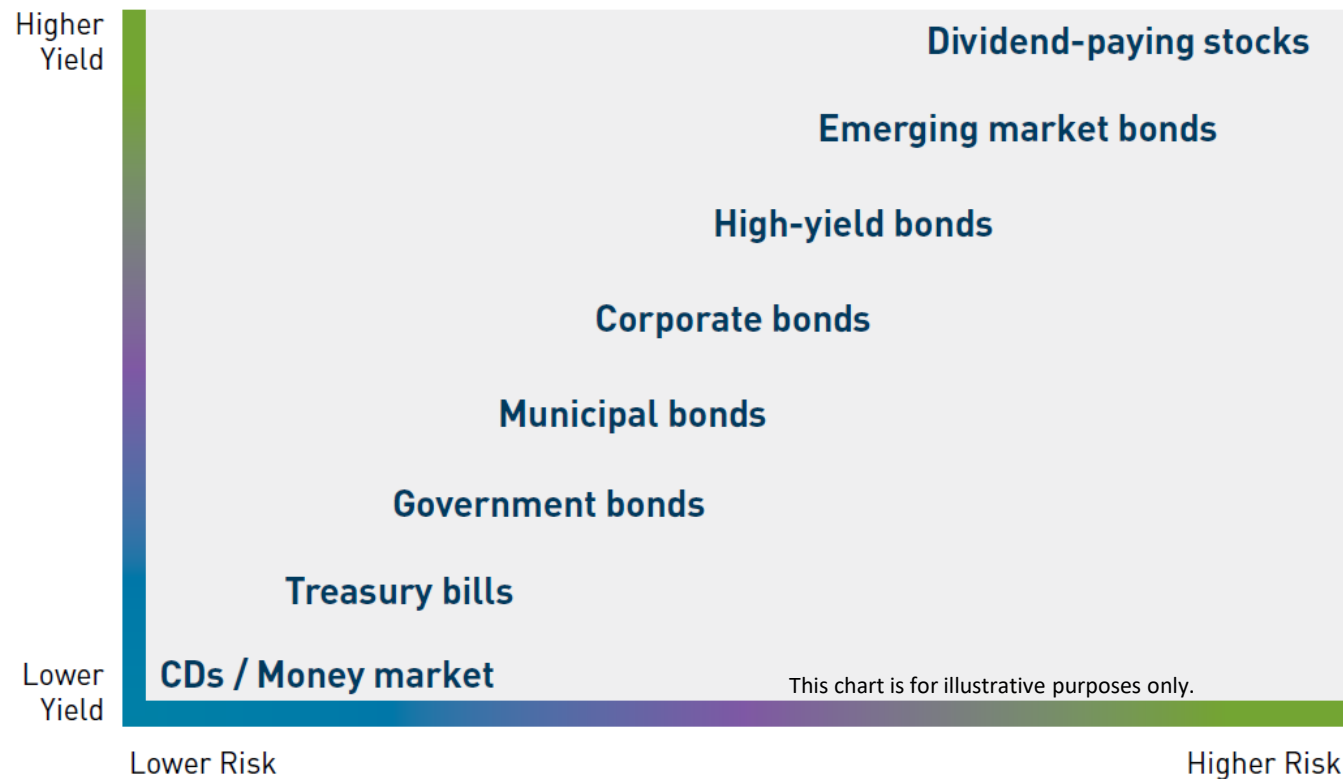 Higher
Yield
Dividend-paying stocks
Emerging market bonds
High-yield bonds
Corporate bonds
Municipal bonds
Government bonds
Treasury bills
CDs / Money market
This chart is for illustrative purposes only.
Lower
Yield
Lower Risk
Higher Risk